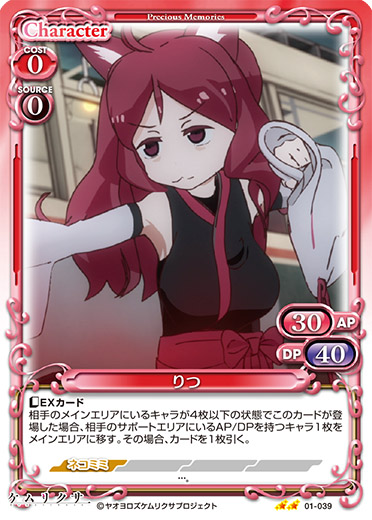 Precious Memories
Character
COST
0
SOURCE
0
30 AP
DP 40
りつ
EXカード
相手のメインエリアにいるキャラが4枚以下の状態でこのカードが登
場した場合、相手のサポートエリアにいるAP/DPを持つキャラ1枚を
メインエリアに移す。その場合、カードを1枚引く。
ネコミミ
…。
ケムリクサ
©ヤオヨロズケムリクサプロジェクト
01-039